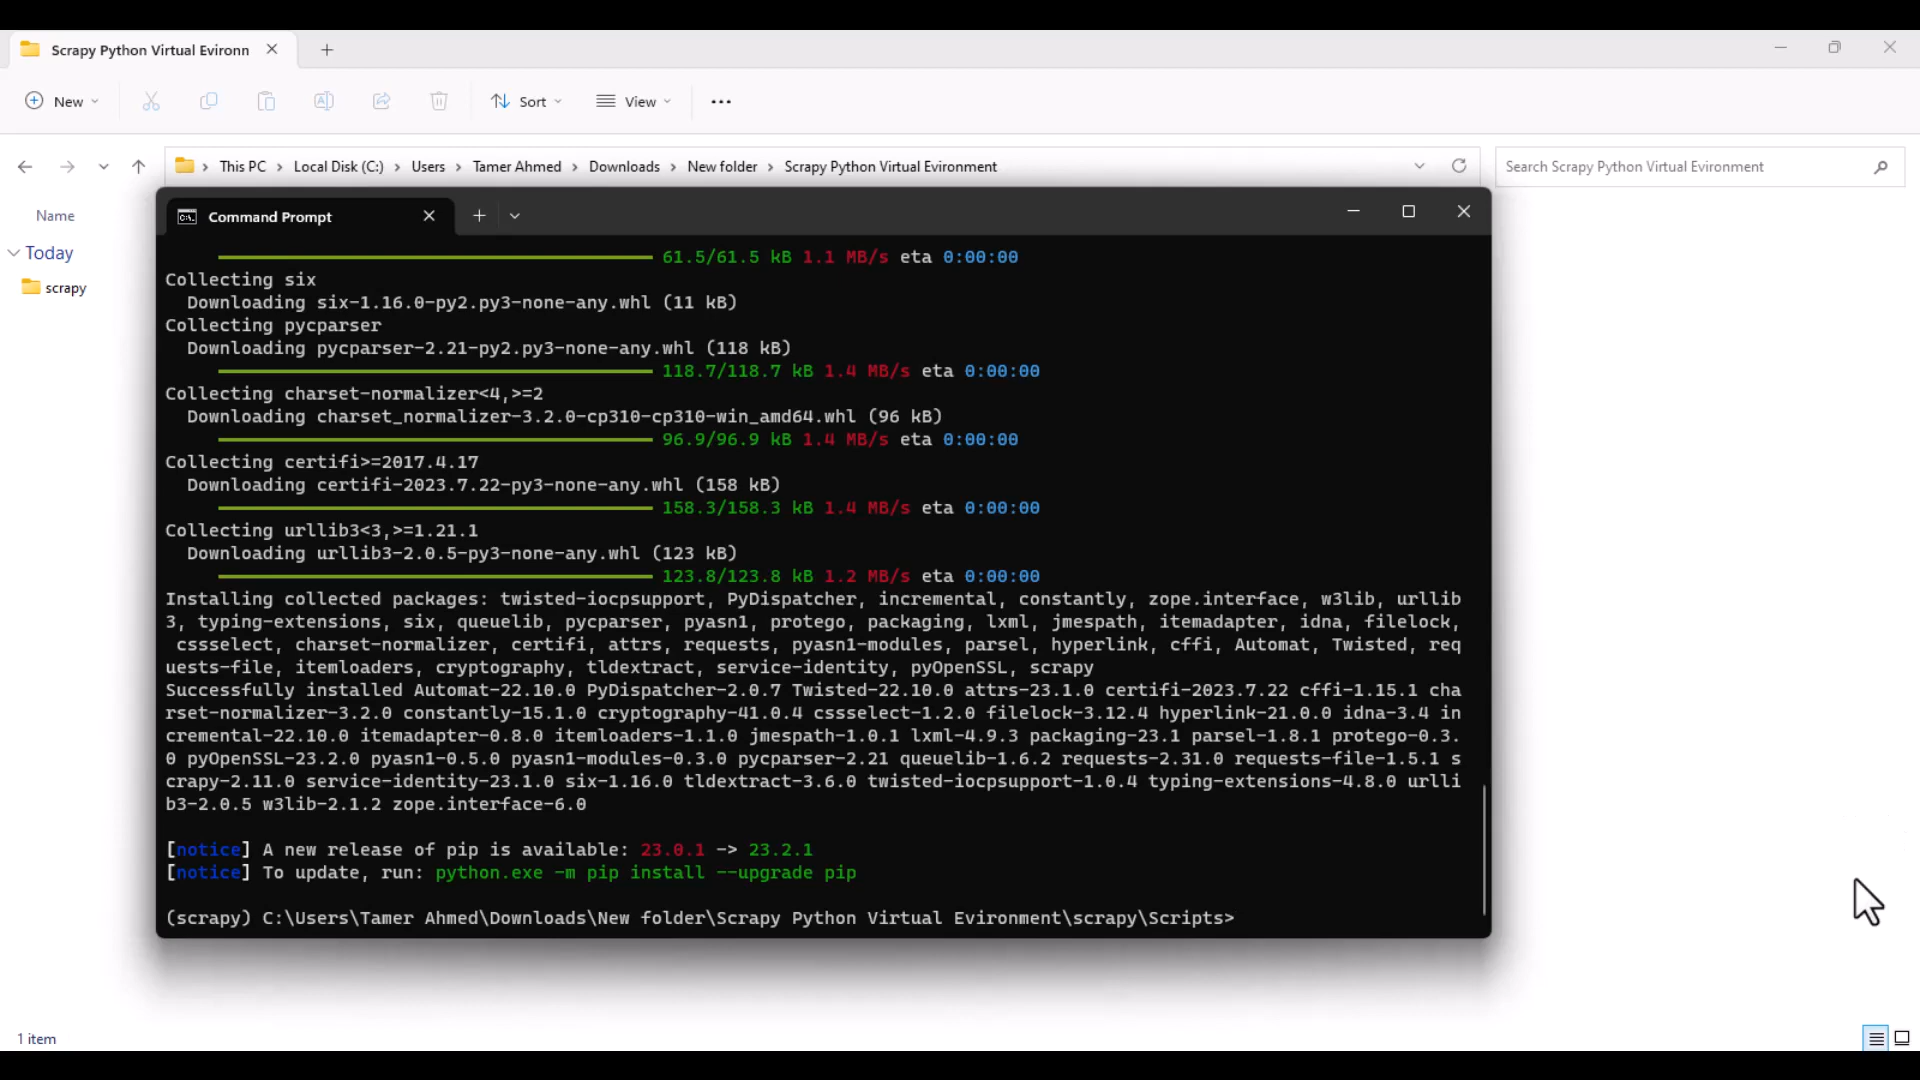 Scrapy Python Virtual Evironn
New
Sort
View
This PC > Local Disk (C:) > Users > Tamer Ahmed > Downloads > New folder > Scrapy Python Virtual Evironment
Search Scrapy Python Virtual Evironment
Name
Today
scrapy
Command Prompt
61.5/61.5 kB 1.1 MB/s eta 0:00:00
Collecting six
Downloading six-1.16.0-py2.py3-none-any.whl (11 kB)
Collecting pycparser
Downloading pycparser-2.21-py2.py3-none-any.whl (118 kB)
118.7/118.7 kB 1.4 MB/s eta 0:00:00
Collecting charset-normalizer<4,>=2
Downloading charset_normalizer-3.2.0-cp310-cp310-win_amd64.whl (96 kB)
96.9/96.9 kB 1.4 MB/s eta 0:00:00
Collecting certifi>=2017.4.17
Downloading certifi-2023.7.22-py3-none-any.whl (158 kB)
158.3/158.3 kB 1.4 MB/s eta 0:00:00
Collecting urllib3<3,>=1.21.1
Downloading urllib3-2.0.5-py3-none-any.whl (123 kB)
123.8/123.8 kB 1.2 MB/s eta 0:00:00
Installing collected packages: twisted-iocpsupport, PyDispatcher, incremental, constantly, zope.interface, w3lib, urllib
3, typing-extensions, six, queuelib, pycparser, pyasn1, protego, packaging, lxml, jmespath, itemadapter, idna, filelock,
cssselect, charset-normalizer, certifi, attrs, requests, pyasn1-modules, parsel, hyperlink, cffi, Automat, Twisted, req
uests-file, itemloaders, cryptography, tldextract, service-identity, pyOpenSSL, scrapy
Successfully installed Automat-22.10.0 PyDispatcher-2.0.7 Twisted-22.10.0 attrs-23.1.0 certifi-2023.7.22 cffi-1.15.1 cha
rset-normalizer-3.2.0 constantly-15.1.0 cryptography-41.0.4 cssselect-1.2.0 filelock-3.12.4 hyperlink-21.0.0 idna-3.4 in
cremental-22.10.0 itemadapter-0.8.0 itemloaders-1.1.0 jmespath-1.0.1 lxml-4.9.3 packaging-23.1 parsel-1.8.1 protego-0.3.
0 pyOpenSSL-23.2.0 pyasn1-0.5.0 pyasn1-modules-0.3.0 pycparser-2.21 queuelib-1.6.2 requests-2.31.0 requests-file-1.5.1 s
crapy-2.11.0 service-identity-23.1.0 six-1.16.0 tldextract-3.6.0 twisted-iocpsupport-1.0.4 typing-extensions-4.8.0 urlli
b3-2.0.5 w3lib-2.1.2 zope.interface-6.0
[notice] A new release of pip is available: 23.0.1 -> 23.2.1
[notice] To update, run: python.exe -m pip install --upgrade pip
(scrapy) C:\Users\Tamer Ahmed\Downloads\New folder\Scrapy Python Virtual Evironment\scrapy\Scripts>
1 item